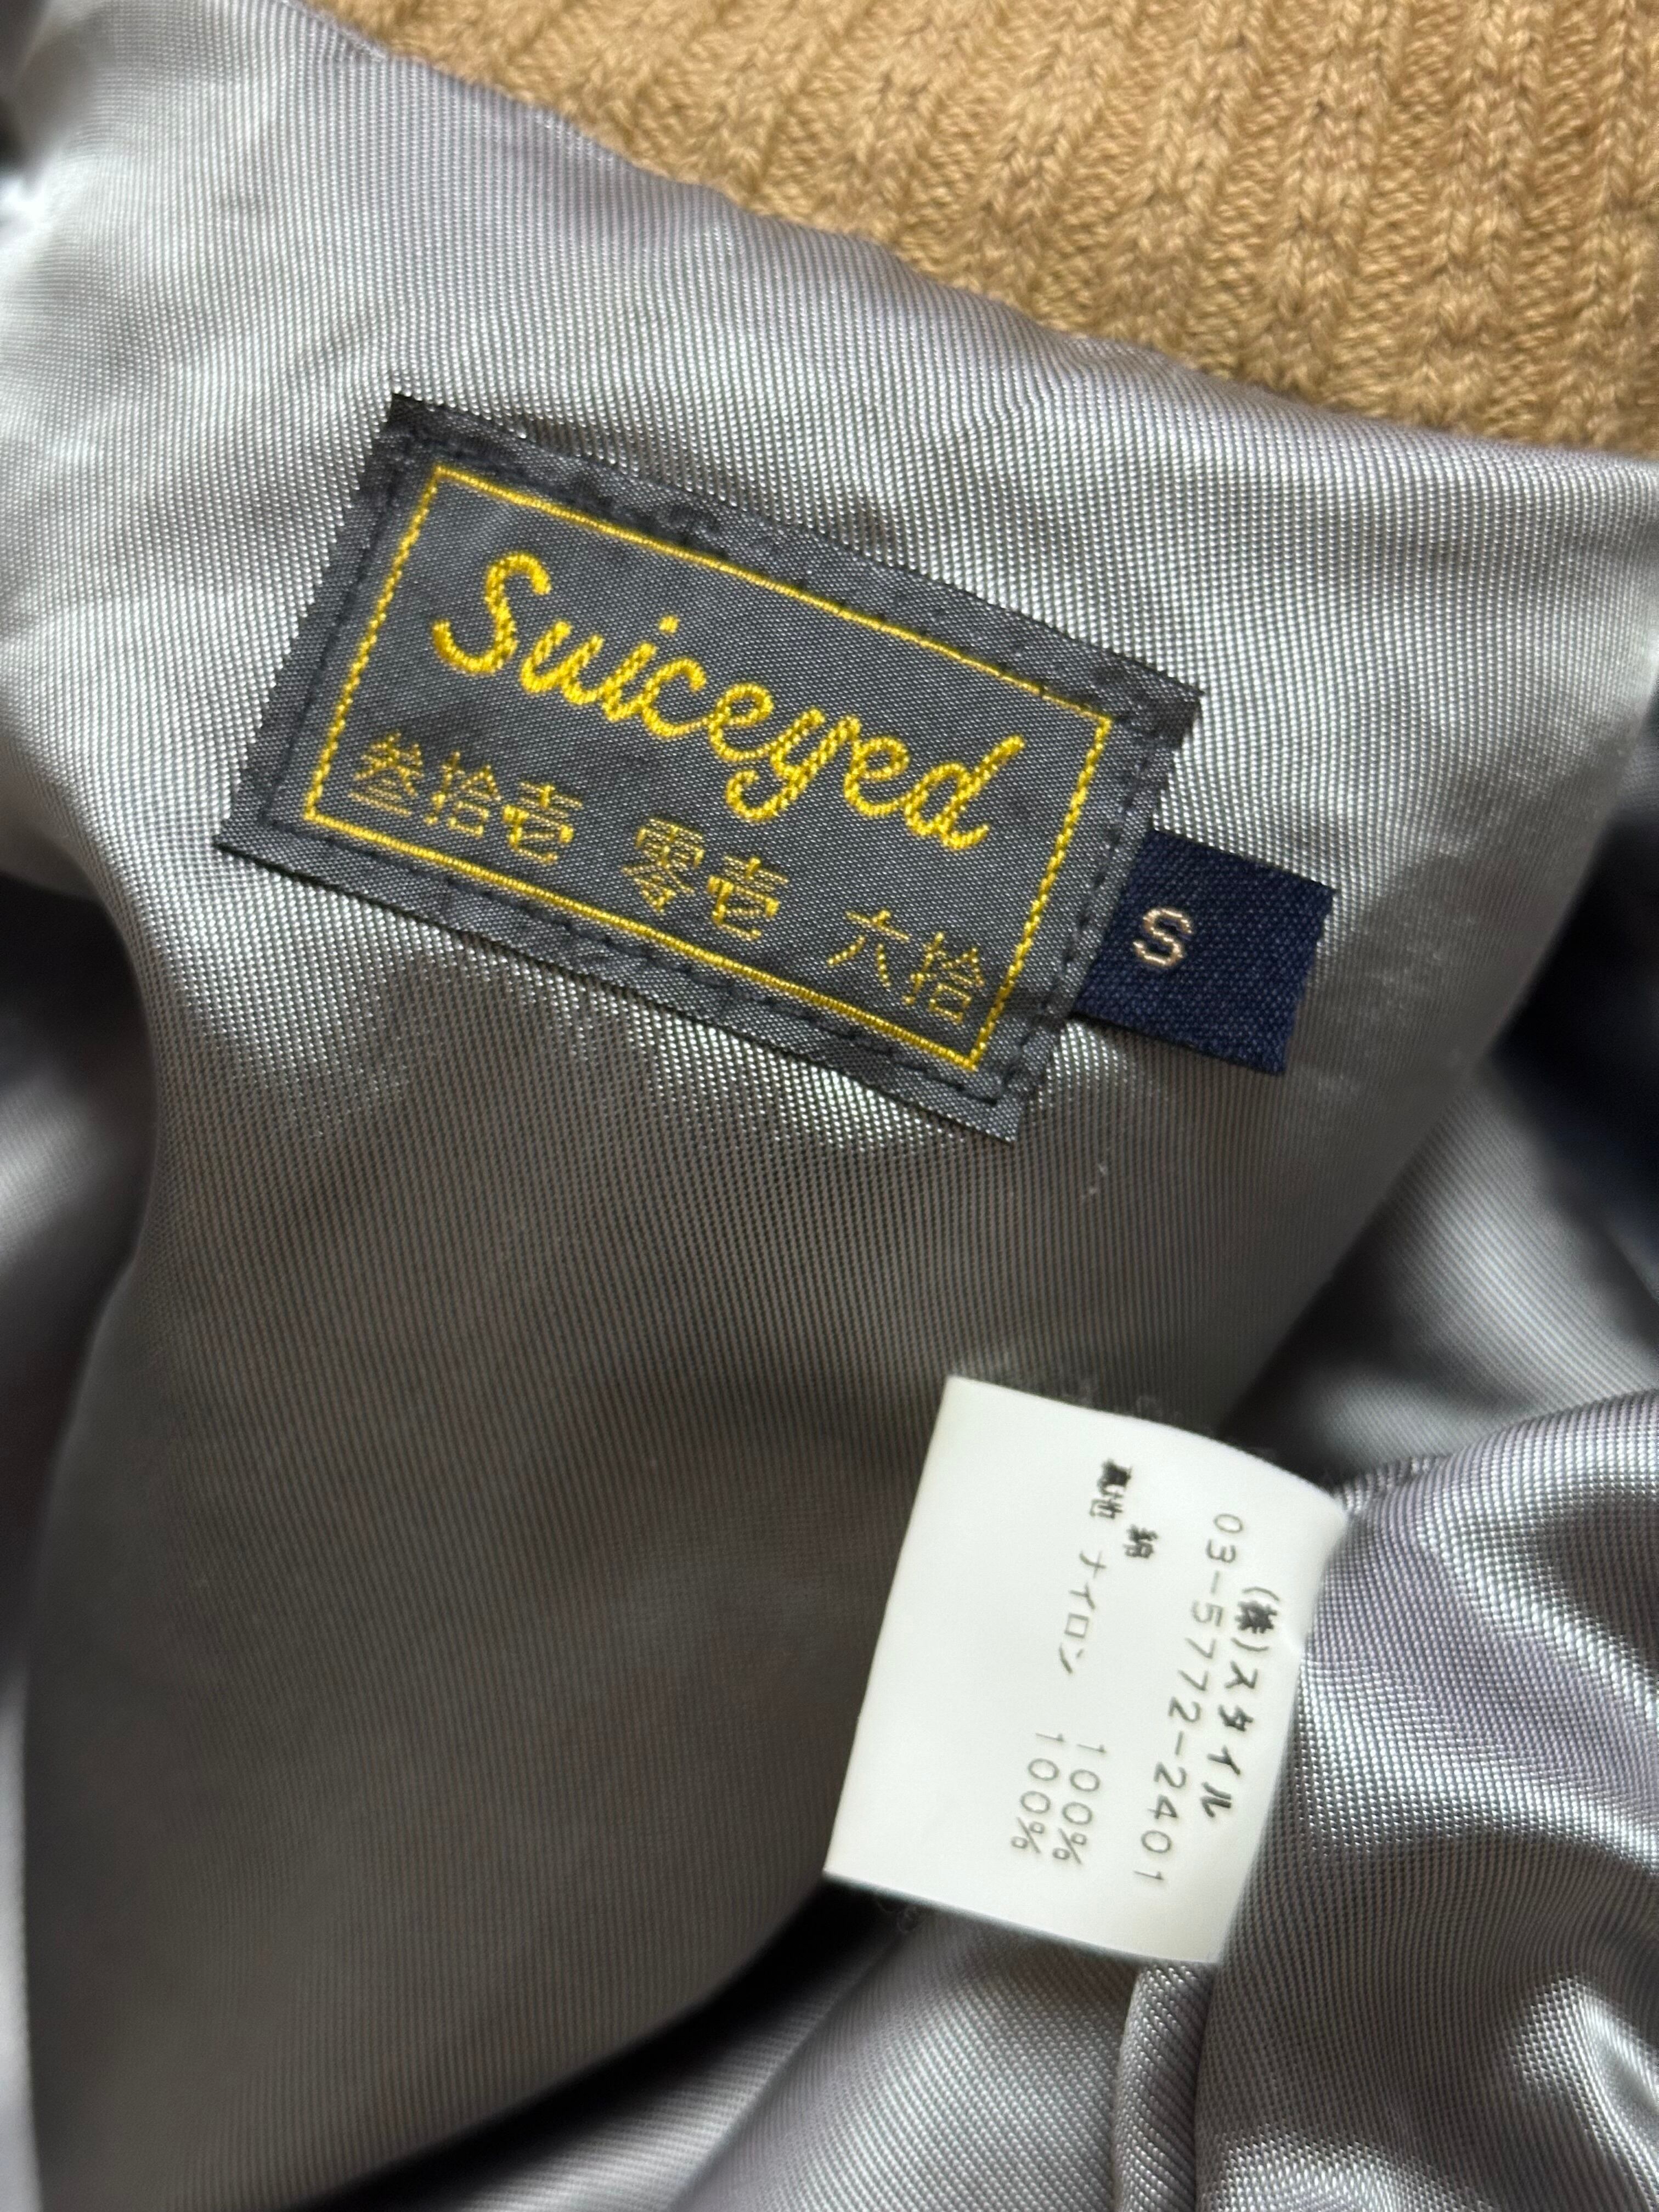 Suiceyed
叁拾壱 零壱 六拾
S
(株)スタイル
03-5772-2401
綿 100%
裏地 ナイロン 100%